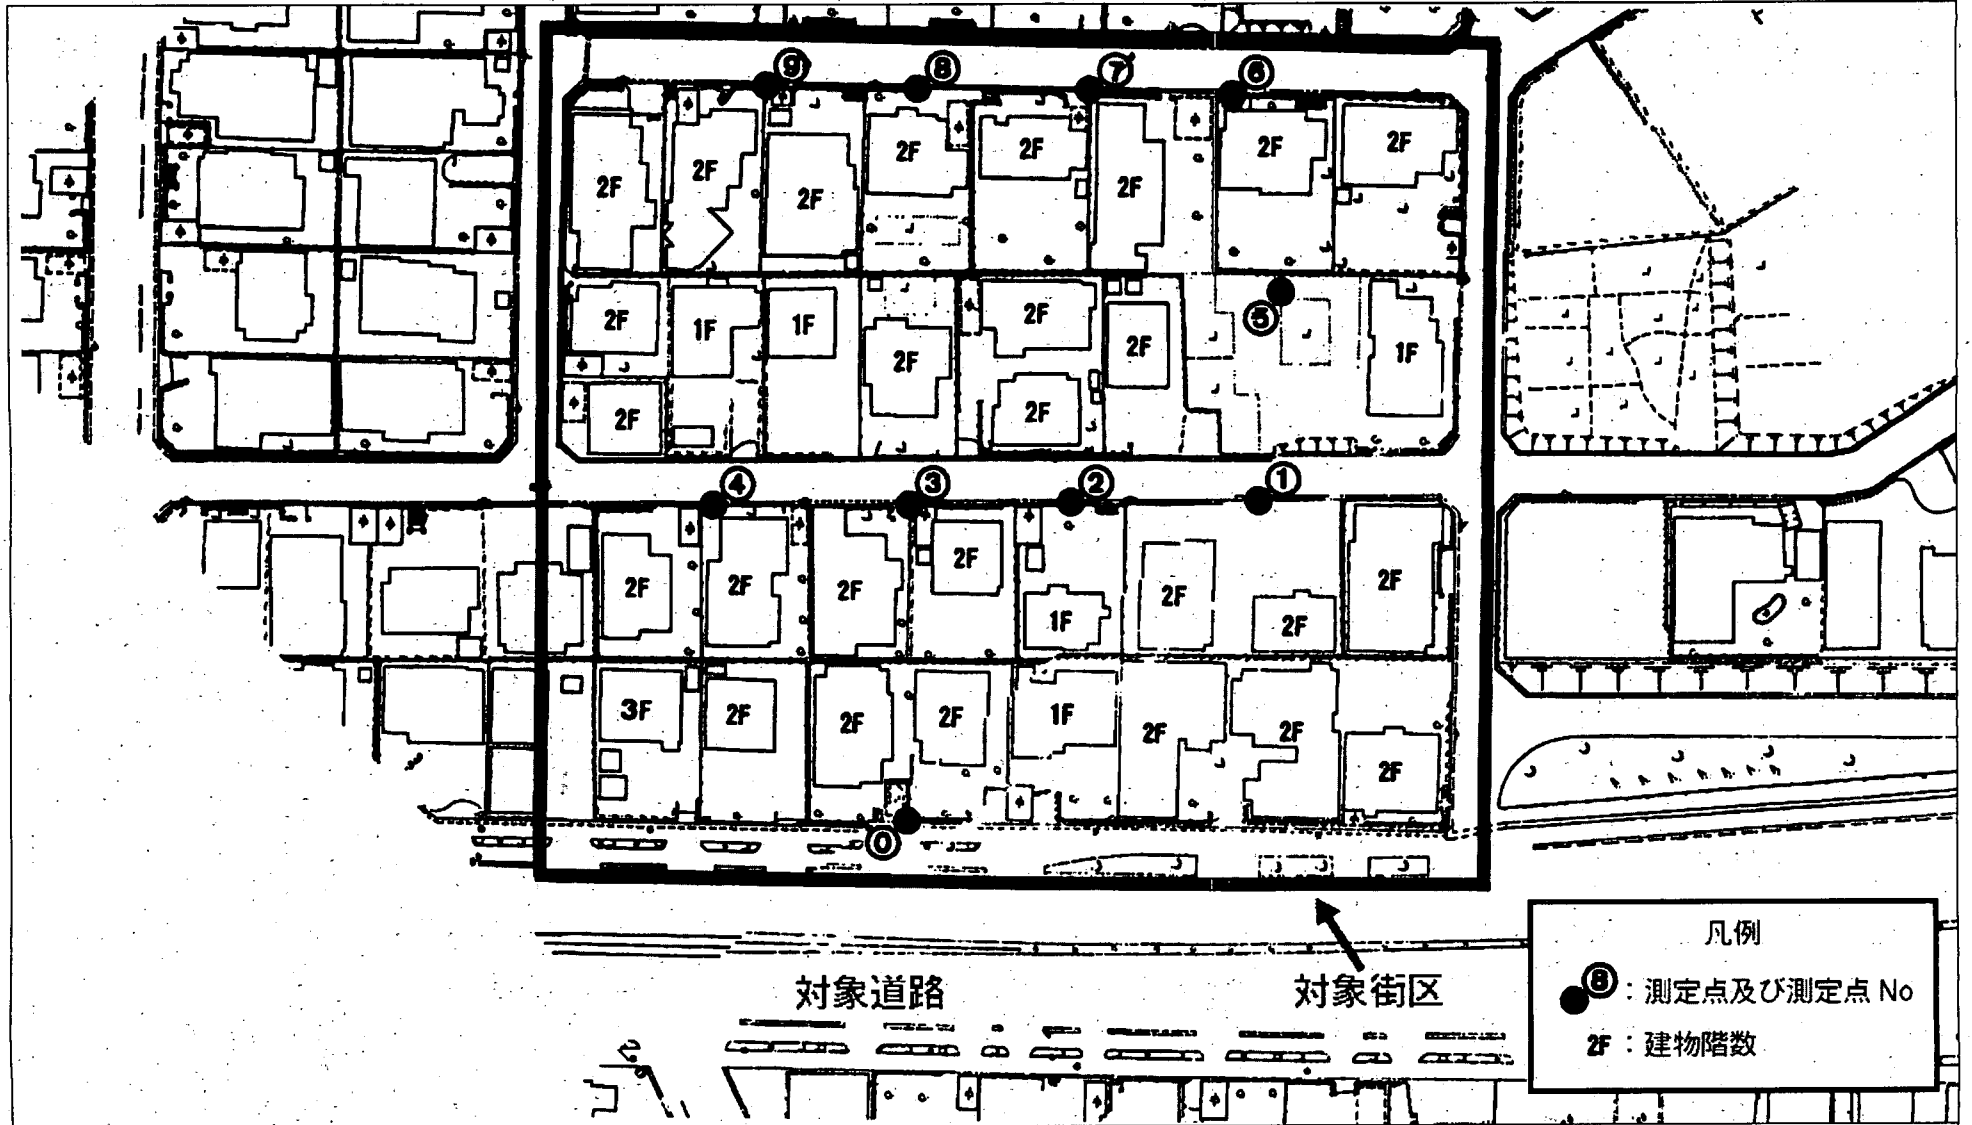 ⑨ ⑧ ⑦ ⑥
2F 2F 2F 2F 2F 2F 2F 2F
⑤
2F 1F 1F 2F 2F 2F 1F
2F 2F
④ ③ ② ①
2F 2F 2F 2F 1F 2F 2F 2F
3F 2F 2F 2F 1F 2F 2F 2F
⓪
対象道路
対象街区
凡例
⑧ : 測定点及び測定点 No
2F : 建物階数